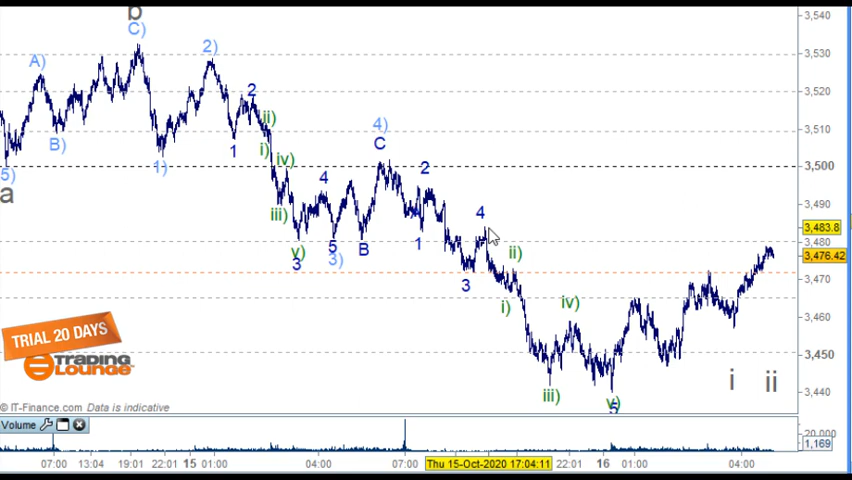 b
C)
A)
B)
5)
a
1)
2)
2
1
ii)
i)
iv)
iii)
v)
3
4
5
3)
B
4)
C
2
A
1
4
3
ii)
i)
iv)
iii)
v)
5
i
ii
3,540
3,530
3,520
3,510
3,500
3,490
3,483.8
3,480
3,476.42
3,470
3,460
3,450
3,440
TRIAL 20 DAYS
Trading
Lounge
© IT-Finance.com Data is indicative
Volume
20,000
1,169
07:00 13:04 19:01 22:01 15 01:00 04:00 07:00 Thu 15-Oct-2020 17:04:11 22:01 16 01:00 04:00